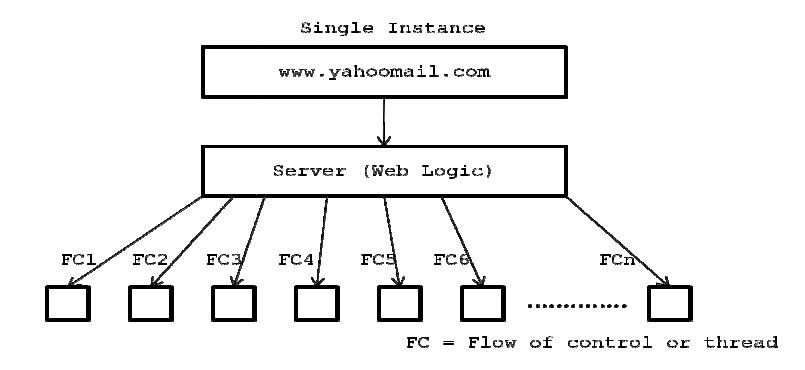 Single Instance
www.yahoomail.com
Server (Web Logic)
FC1 FC2 FC3 FC4 FC5 FC6 FCn
FC = Flow of control or thread